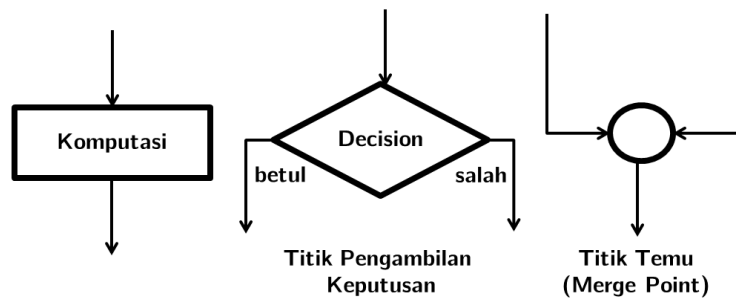 Komputasi
Decision
betul
salah
Titik Pengambilan
Keputusan
Titik Temu
(Merge Point)